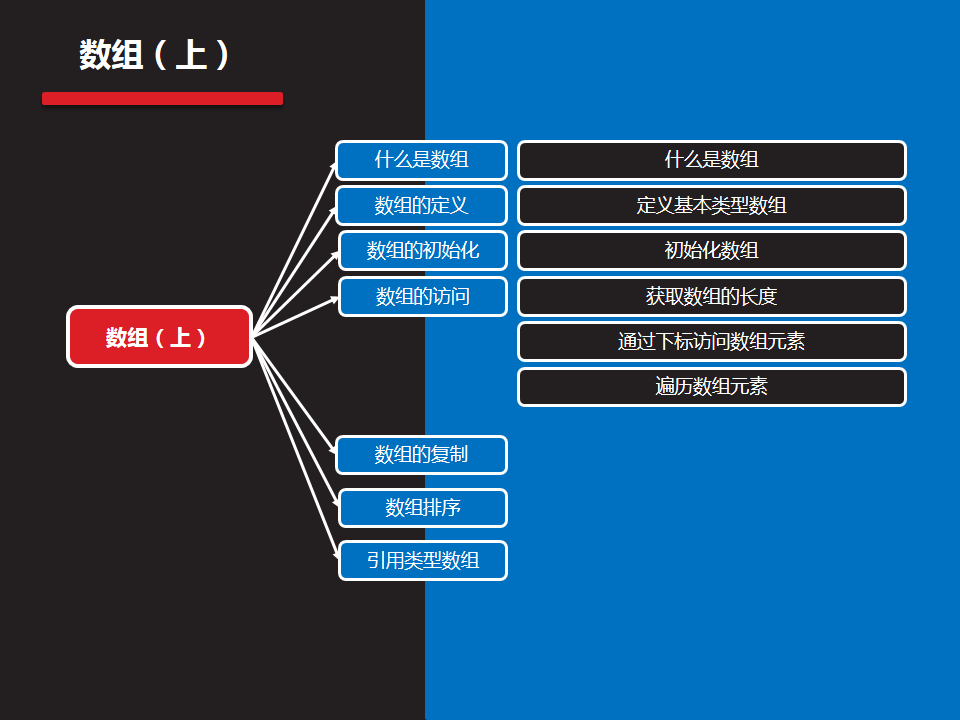 数组（上）
什么是数组
什么是数组
数组的定义
定义基本类型数组
数组的初始化
初始化数组
数组的访问
获取数组的长度
数组（上）
通过下标访问数组元素
遍历数组元素
数组的复制
数组排序
引用类型数组